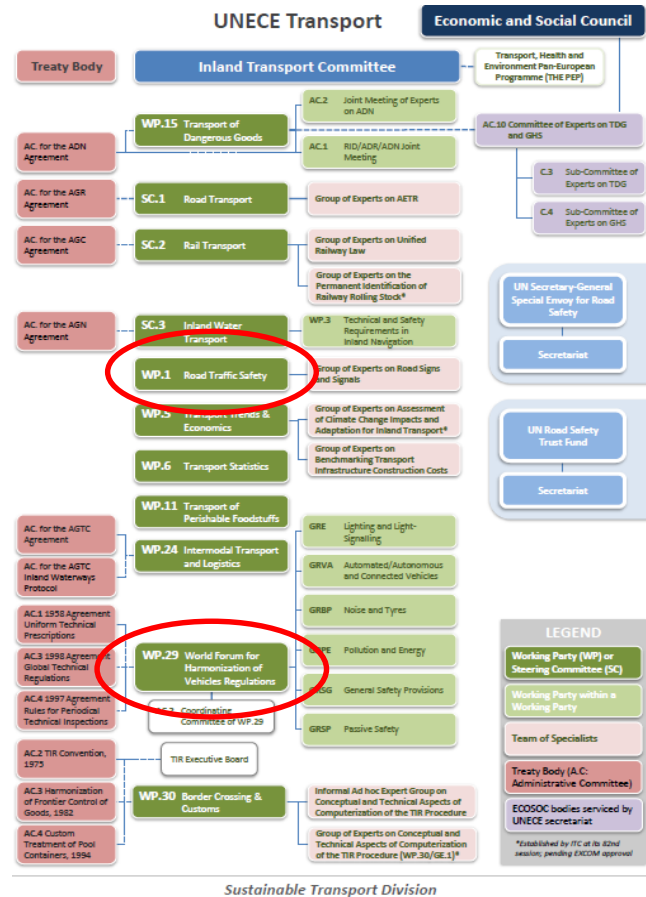 UNECE Transport
Economic and Social Council
Treaty Body
Inland Transport Committee
Transport, Health and
Environment Pan-European
Programme (THE PEP)
AC. for the ADN
Agreement
WP.15 Transport of
Dangerous Goods
AC.2 Joint Meeting of Experts
on ADN
AC.1 RID/ADR/ADN Joint
Meeting
AC.10 Committee of Experts on TDG
and GHS
C.3 Sub-Committee of
Experts on TDG
C.4 Sub-Committee of
Experts on GHS
AC. for the AGR
Agreement
SC.1 Road Transport
Group of Experts on AETR
AC. for the AGC
Agreement
SC.2 Rail Transport
Group of Experts on Unified
Railway Law
Group of Experts on the
Permanent Identification of
Railway Rolling Stock*
AC. for the AGN
Agreement
SC.3 Inland Water
Transport
WP.3 Technical and Safety
Requirements in
Inland Navigation
WP.1 Road Traffic Safety
Group of Experts on Road Signs
and Signals
WP.5 Transport Trends &
Economics
Group of Experts on Assessment
of Climate Change Impacts and
Adaptation for Inland Transport*
Group of Experts on
Benchmarking Transport
Infrastructure Construction Costs
WP.6 Transport Statistics
WP.11 Transport of
Perishable Foodstuffs
AC. for the AGTC
Agreement
AC. for the AGTC
Inland Waterways
Protocol
WP.24 Intermodal Transport
and Logistics
AC.1 1958 Agreement
Uniform Technical
Prescriptions
AC.3 1998 Agreement
Global Technical
Regulations
AC.4 1997 Agreement
Rules for Periodical
Technical Inspections
WP.29 World Forum for
Harmonization of
Vehicles Regulations
Coordinating
Committee of WP.29
GRE Lighting and Light-
Signalling
GRVA Automated/Autonomous
and Connected Vehicles
GRBP Noise and Tyres
GRPE Pollution and Energy
GRSG General Safety Provisions
GRSP Passive Safety
AC.2 TIR Convention,
1975
AC.3 Harmonization
of Frontier Control of
Goods, 1982
AC.4 Custom
Treatment of Pool
Containers, 1994
TIR Executive Board
WP.30 Border Crossing &
Customs
Informal Ad hoc Expert Group on
Conceptual and Technical Aspects of
Computerization of the TIR Procedure
Group of Experts on Conceptual and
Technical Aspects of Computerization
of the TIR Procedure (WP.30/GE.1)*
UN Secretary-General
Special Envoy for Road
Safety
Secretariat
UN Road Safety
Trust Fund
Secretariat
LEGEND
Working Party (WP) or
Steering Committee (SC)
Working Party within a
Working Party
Team of Specialists
Treaty Body (A.C:
Administrative Committee)
ECOSOC bodies serviced by
UNECE secretariat
*Established by ITC at its 82nd
session; pending EXCOM approval
Sustainable Transport Division